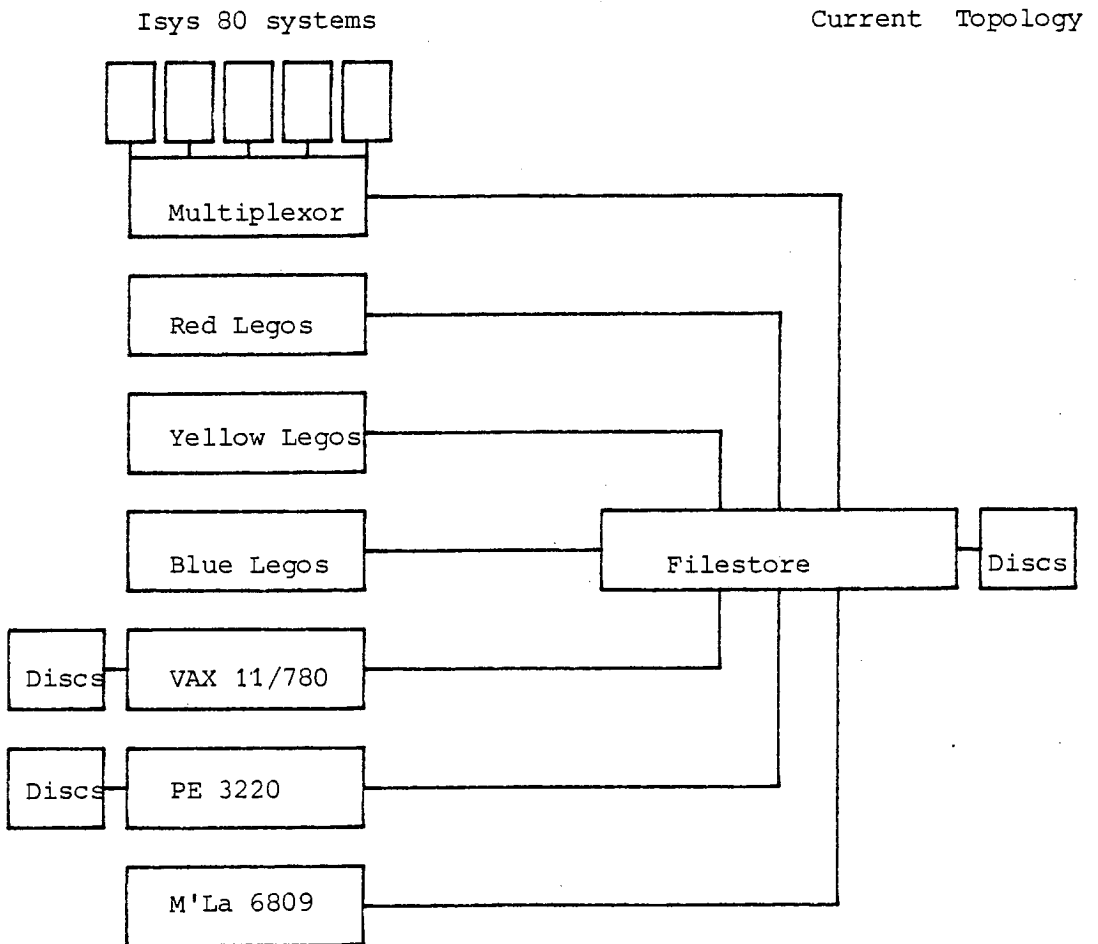 Isys 80 systems
Current Topology
Multiplexor
Red Legos
Yellow Legos
Blue Legos
Filestore
Discs
Discs
VAX 11/780
Discs
PE 3220
M'La 6809